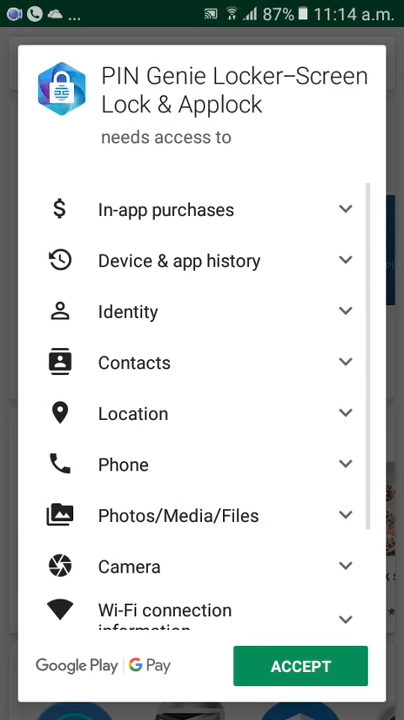 ... 87% 11:14 a.m.
PIN Genie Locker–Screen
Lock & Applock
needs access to
$ In-app purchases
Device & app history
Identity
Contacts
Location
Phone
Photos/Media/Files
Camera
Wi-Fi connection
information
Google Play | G Pay
ACCEPT